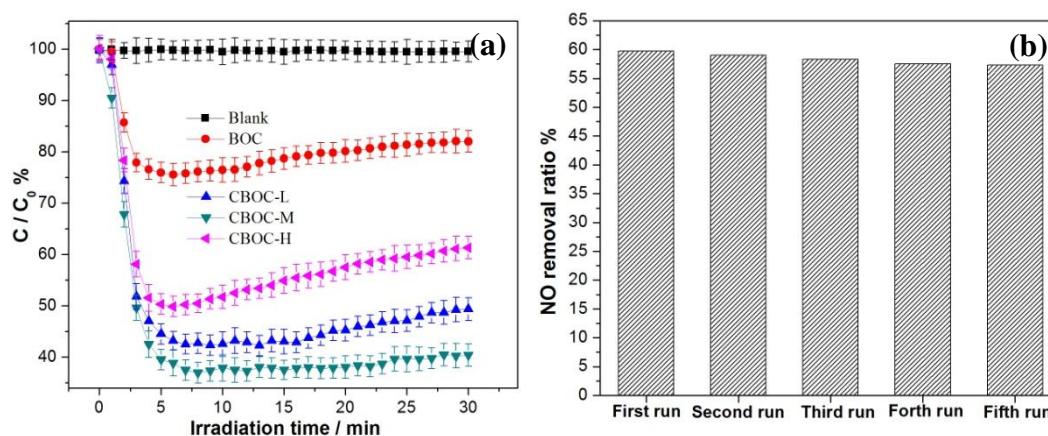 (a)
C / C0 %
100
90
80
70
60
50
40
Blank
BOC
CBOC-L
CBOC-M
CBOC-H
0
5
10
15
20
25
30
Irradiation time / min
(b)
NO removal ratio %
65
60
55
50
45
40
35
30
25
20
15
10
5
0
First run
Second run
Third run
Forth run
Fifth run